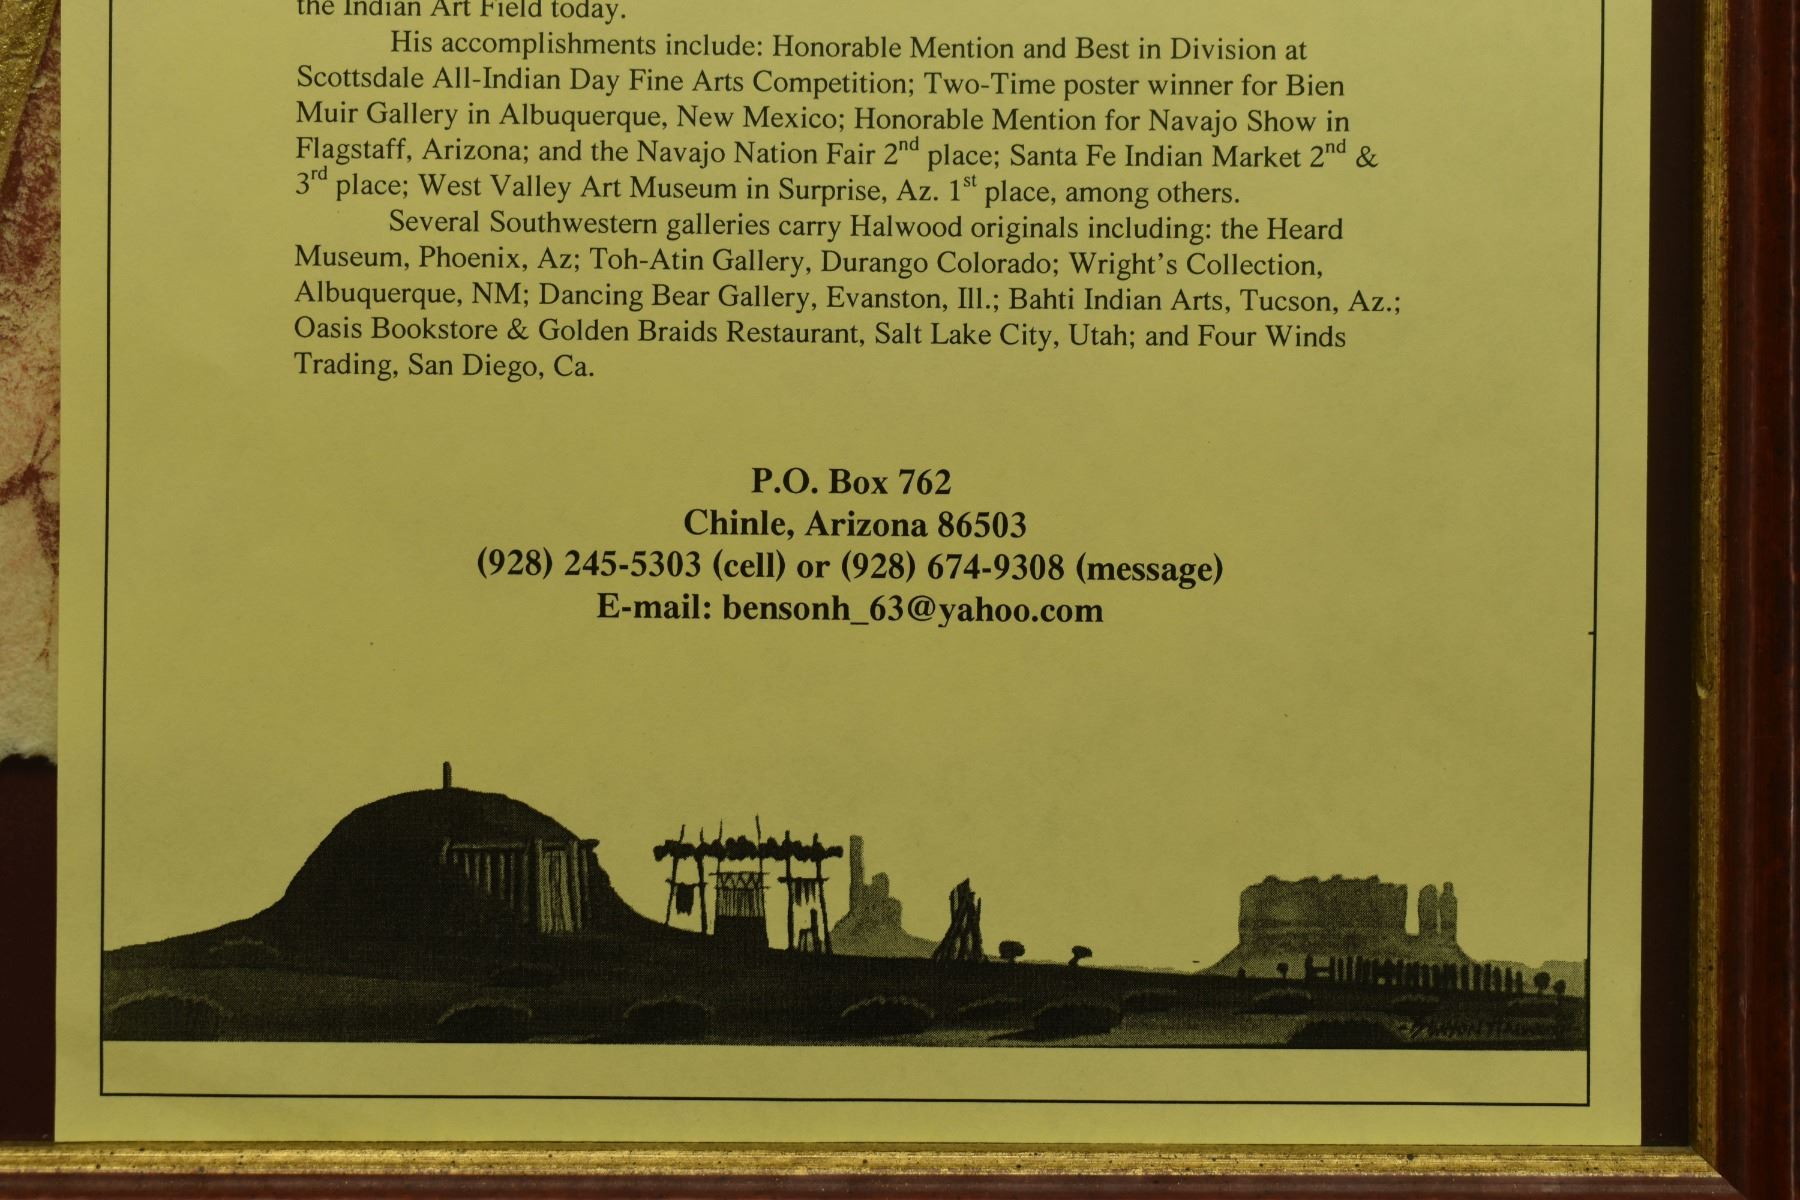 the Indian Art Field today.
His accomplishments include: Honorable Mention and Best in Division at
Scottsdale All-Indian Day Fine Arts Competition; Two-Time poster winner for Bien
Muir Gallery in Albuquerque, New Mexico; Honorable Mention for Navajo Show in
Flagstaff, Arizona; and the Navajo Nation Fair 2nd place; Santa Fe Indian Market 2nd &
3rd place; West Valley Art Museum in Surprise, Az. 1st place, among others.
Several Southwestern galleries carry Halwood originals including: the Heard
Museum, Phoenix, Az; Toh-Atin Gallery, Durango Colorado; Wright's Collection,
Albuquerque, NM; Dancing Bear Gallery, Evanston, Ill.; Bahti Indian Arts, Tucson, Az.;
Oasis Bookstore & Golden Braids Restaurant, Salt Lake City, Utah; and Four Winds
Trading, San Diego, Ca.
P.O. Box 762
Chinle, Arizona 86503
(928) 245-5303 (cell) or (928) 674-9308 (message)
E-mail: bensonh_63@yahoo.com